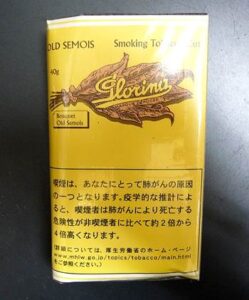 OLD SEMOIS Smoking Tobacco Cut
40g
Florina
Bouquet
Old Semois
喫煙は、あなたにとって肺がんの原因
の一つとなります。疫学的な推計によ
ると、喫煙者は肺がんにより死亡する
危険性が非喫煙者に比べて約2倍から
4倍高くなります。
(詳細については、厚生労働省のホーム・ページ
www.mhlw.go.jp/topics/tobacco/main.html
をご参照ください。)